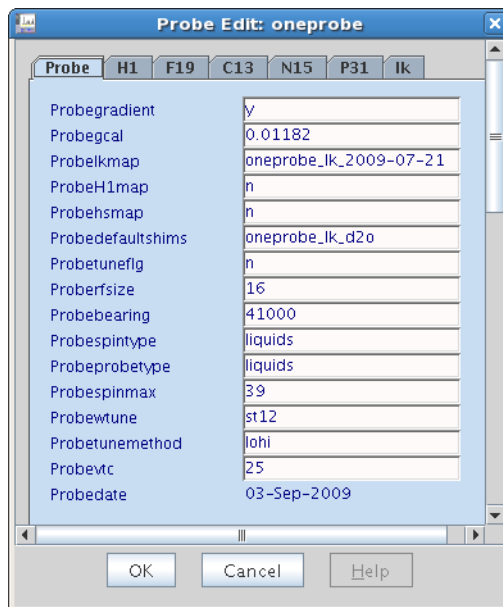 Probe Edit: oneprobe
Probe H1 F19 C13 N15 P31 lk
Probegradient y
Probegcal 0.01182
Probelkmap oneprobe_lk_2009-07-21
ProbeH1map n
Probehsmap n
Probedefaultshims oneprobe_lk_d2o
Probetuneflg n
Proberfsize 16
Probebearing 41000
Probespintype liquids
Probeprobetype liquids
Probespinmax 39
Probewtune st12
Probetunemethod lohi
Probevtc 25
Probedate 03-Sep-2009
OK Cancel Help